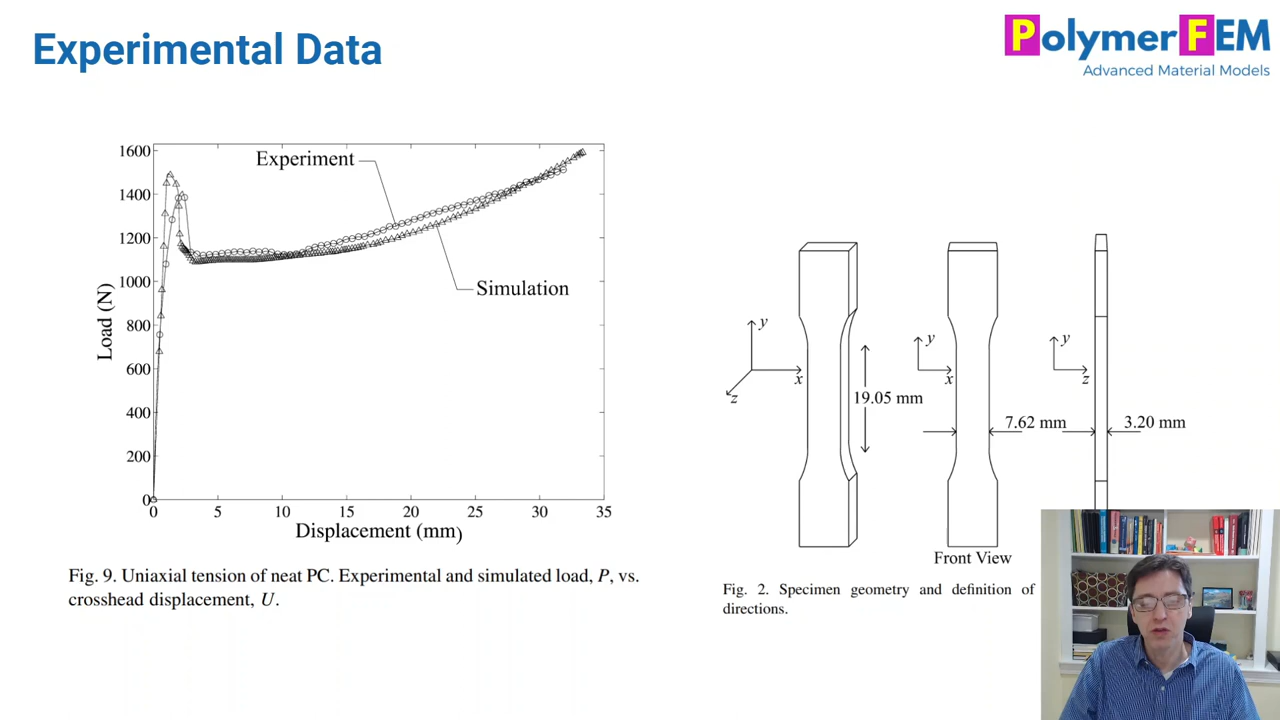 Experimental Data
PolymerFEM
Advanced Material Models
1600
1400
1200
1000
800
600
400
200
0
0
5
10
15
20
25
30
35
Load (N)
Displacement (mm)
Experiment
Simulation
Fig. 9. Uniaxial tension of neat PC. Experimental and simulated load, P, vs.
crosshead displacement, U.
y
x
z
19.05 mm
y
x
7.62 mm
y
z
3.20 mm
Front View
Fig. 2. Specimen geometry and definition of
directions.